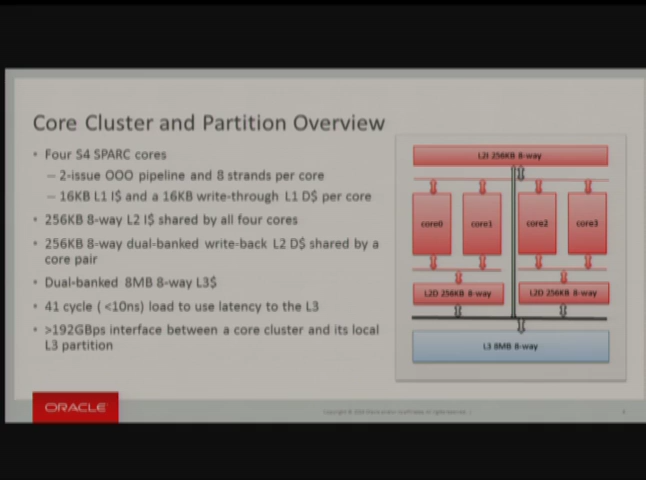 Core Cluster and Partition Overview
• Four S4 SPARC cores
– 2-issue OOO pipeline and 8 strands per core
– 16KB L1 I$ and a 16KB write-through L1 D$ per core
• 256KB 8-way L2 I$ shared by all four cores
• 256KB 8-way dual-banked write-back L2 D$ shared by a
core pair
• Dual-banked 8MB 8-way L3$
• 41 cycle ( <10ns) load to use latency to the L3
• >192GBps interface between a core cluster and its local
L3 partition
L2I 256KB 8-way
core0 core1 core2 core3
L2D 256KB 8-way L2D 256KB 8-way
L3 8MB 8-way
ORACLE